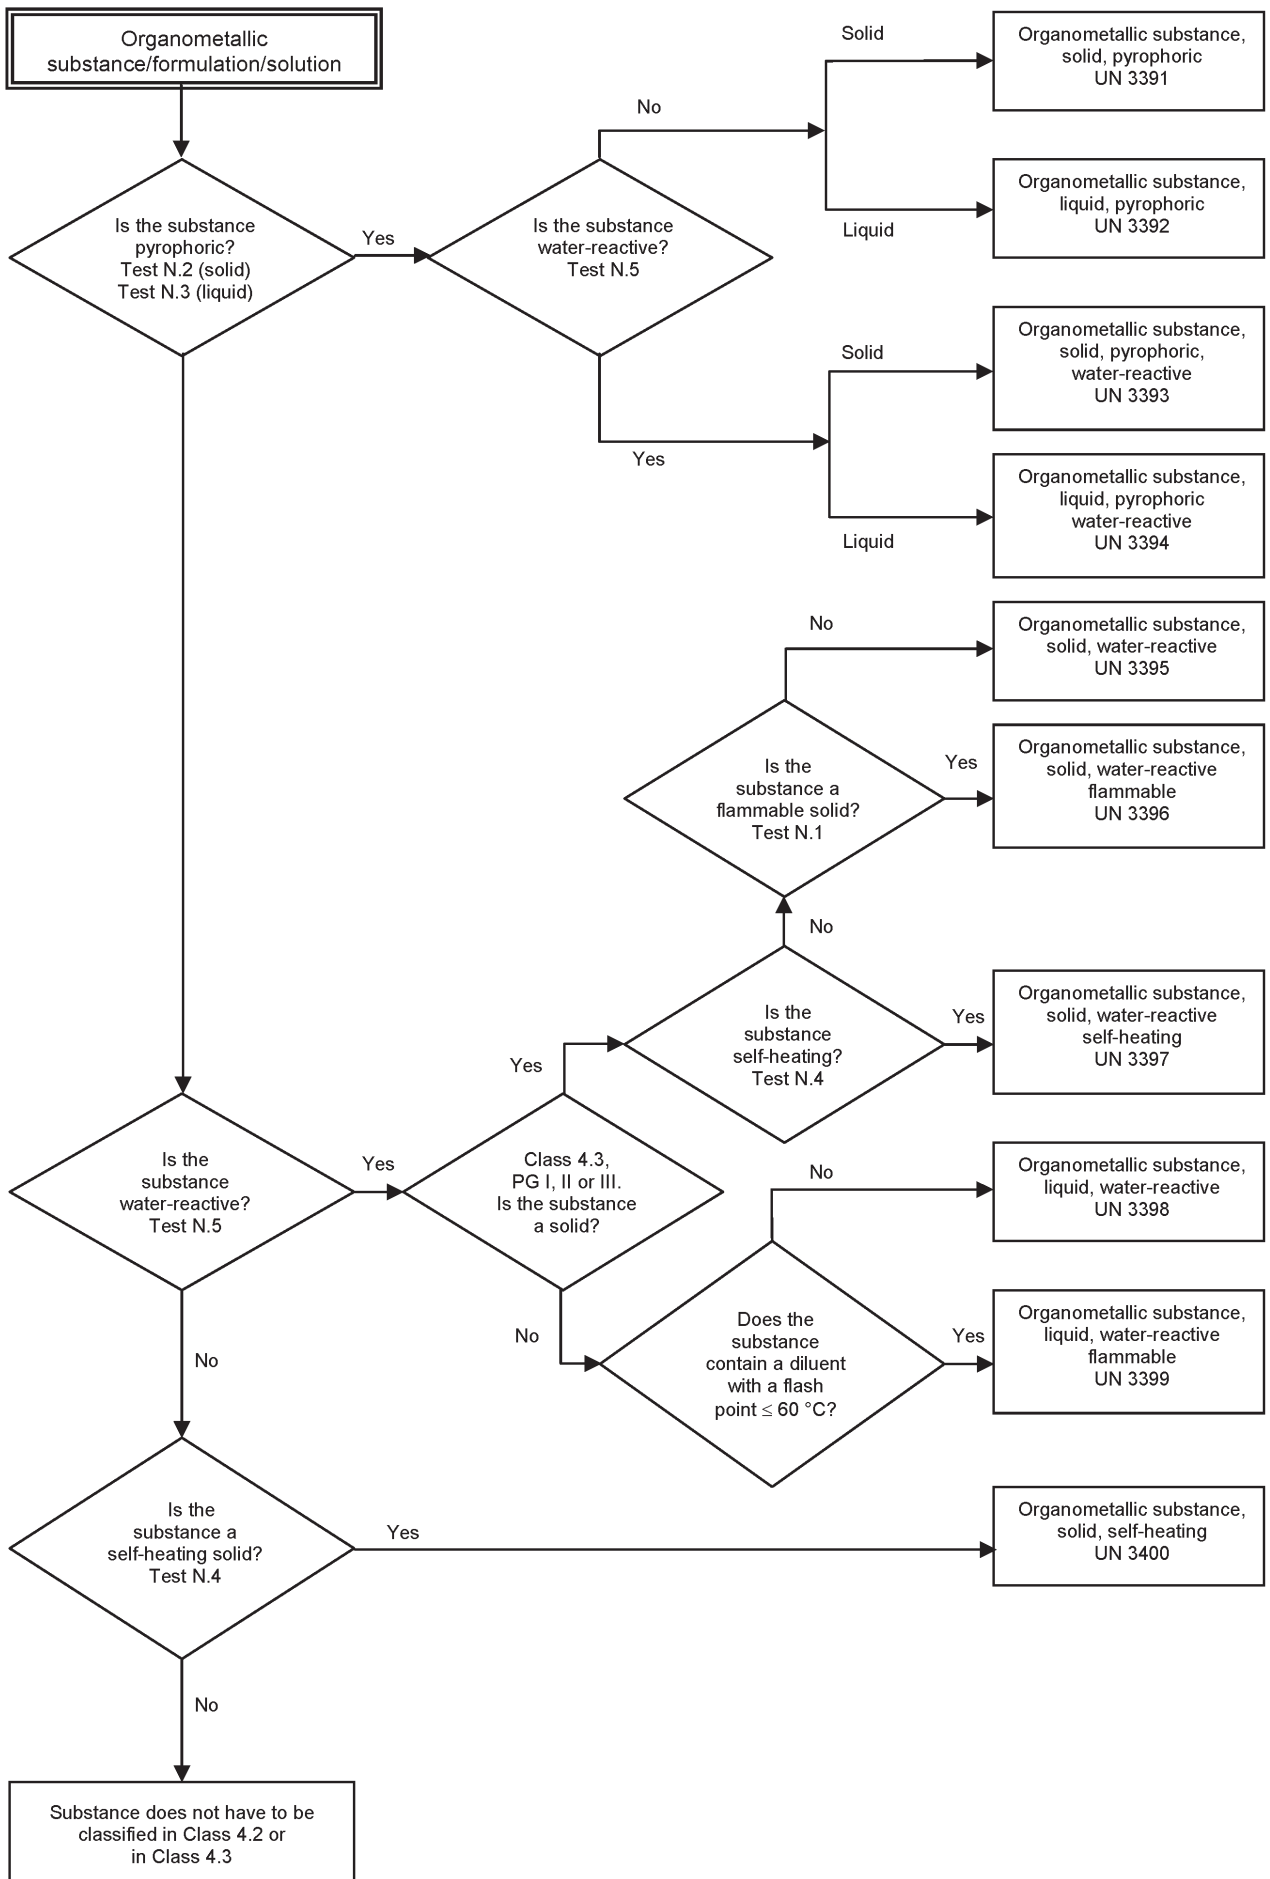 Organometallic
substance/formulation/solution
Is the substance
pyrophoric?
Test N.2 (solid)
Test N.3 (liquid)
Yes
Is the substance
water-reactive?
Test N.5
No
Solid
Organometallic substance,
solid, pyrophoric
UN 3391
Liquid
Organometallic substance,
liquid, pyrophoric
UN 3392
Yes
Solid
Organometallic substance,
solid, pyrophoric,
water-reactive
UN 3393
Liquid
Organometallic substance,
liquid, pyrophoric
water-reactive
UN 3394
No
Organometallic substance,
solid, water-reactive
UN 3395
Is the
substance a
flammable solid?
Test N.1
Yes
Organometallic substance,
solid, water-reactive
flammable
UN 3396
No
Is the
substance
self-heating?
Test N.4
Yes
Organometallic substance,
solid, water-reactive
self-heating
UN 3397
Yes
Is the
substance
water-reactive?
Test N.5
Yes
Class 4.3,
PG I, II or III.
Is the substance
a solid?
No
Organometallic substance,
liquid, water-reactive
UN 3398
No
Does the
substance
contain a diluent
with a flash
point ≤ 60 °C?
Yes
Organometallic substance,
liquid, water-reactive
flammable
UN 3399
No
Is the
substance a
self-heating solid?
Test N.4
Yes
Organometallic substance,
solid, self-heating
UN 3400
No
Substance does not have to be
classified in Class 4.2 or
in Class 4.3